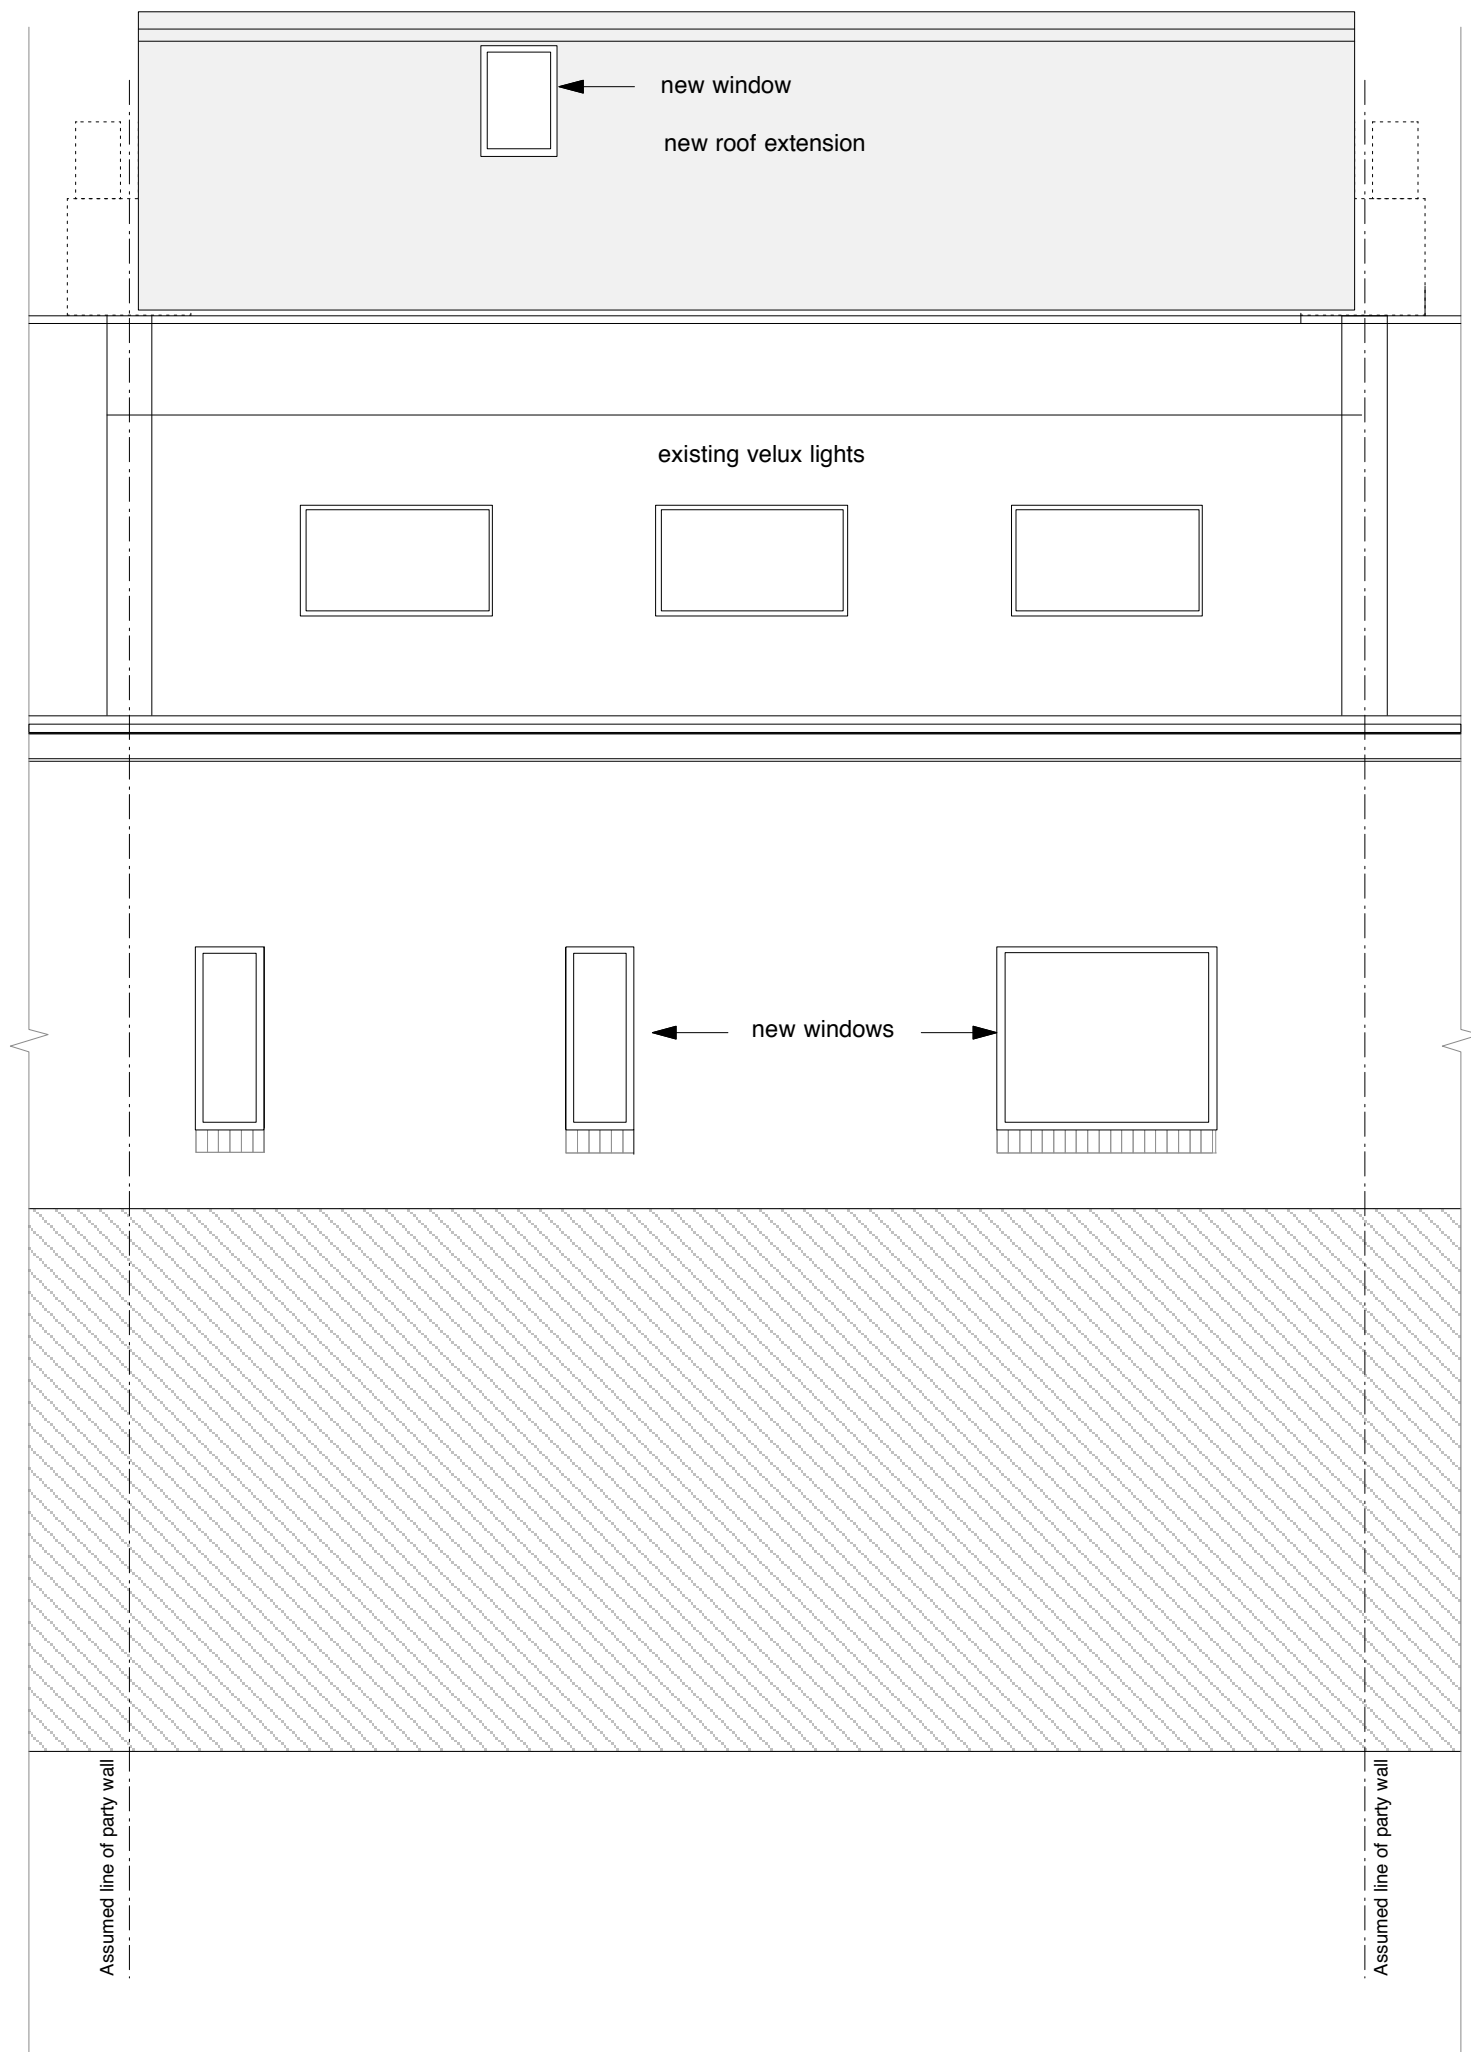 new window
new roof extension
existing velux lights
new windows
Assumed line of party wall
Assumed line of party wall